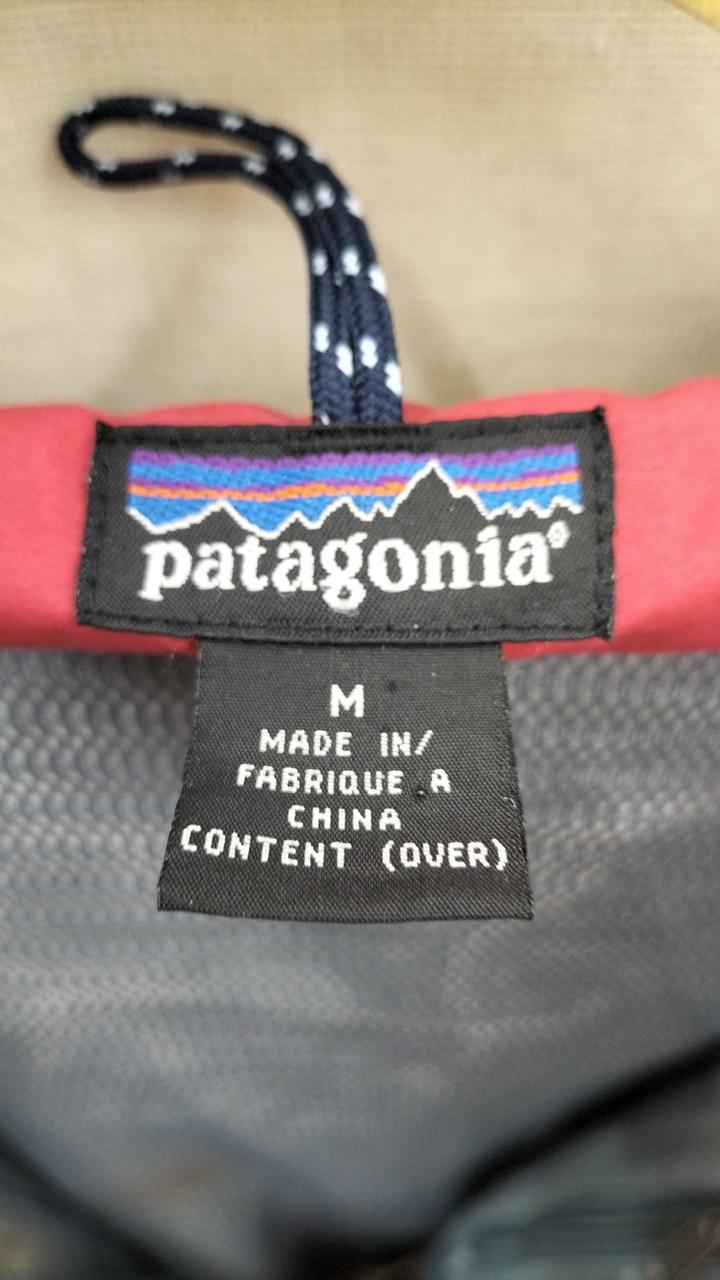 patagonia®
M
MADE IN/
FABRIQUE A
CHINA
CONTENT (OVER)